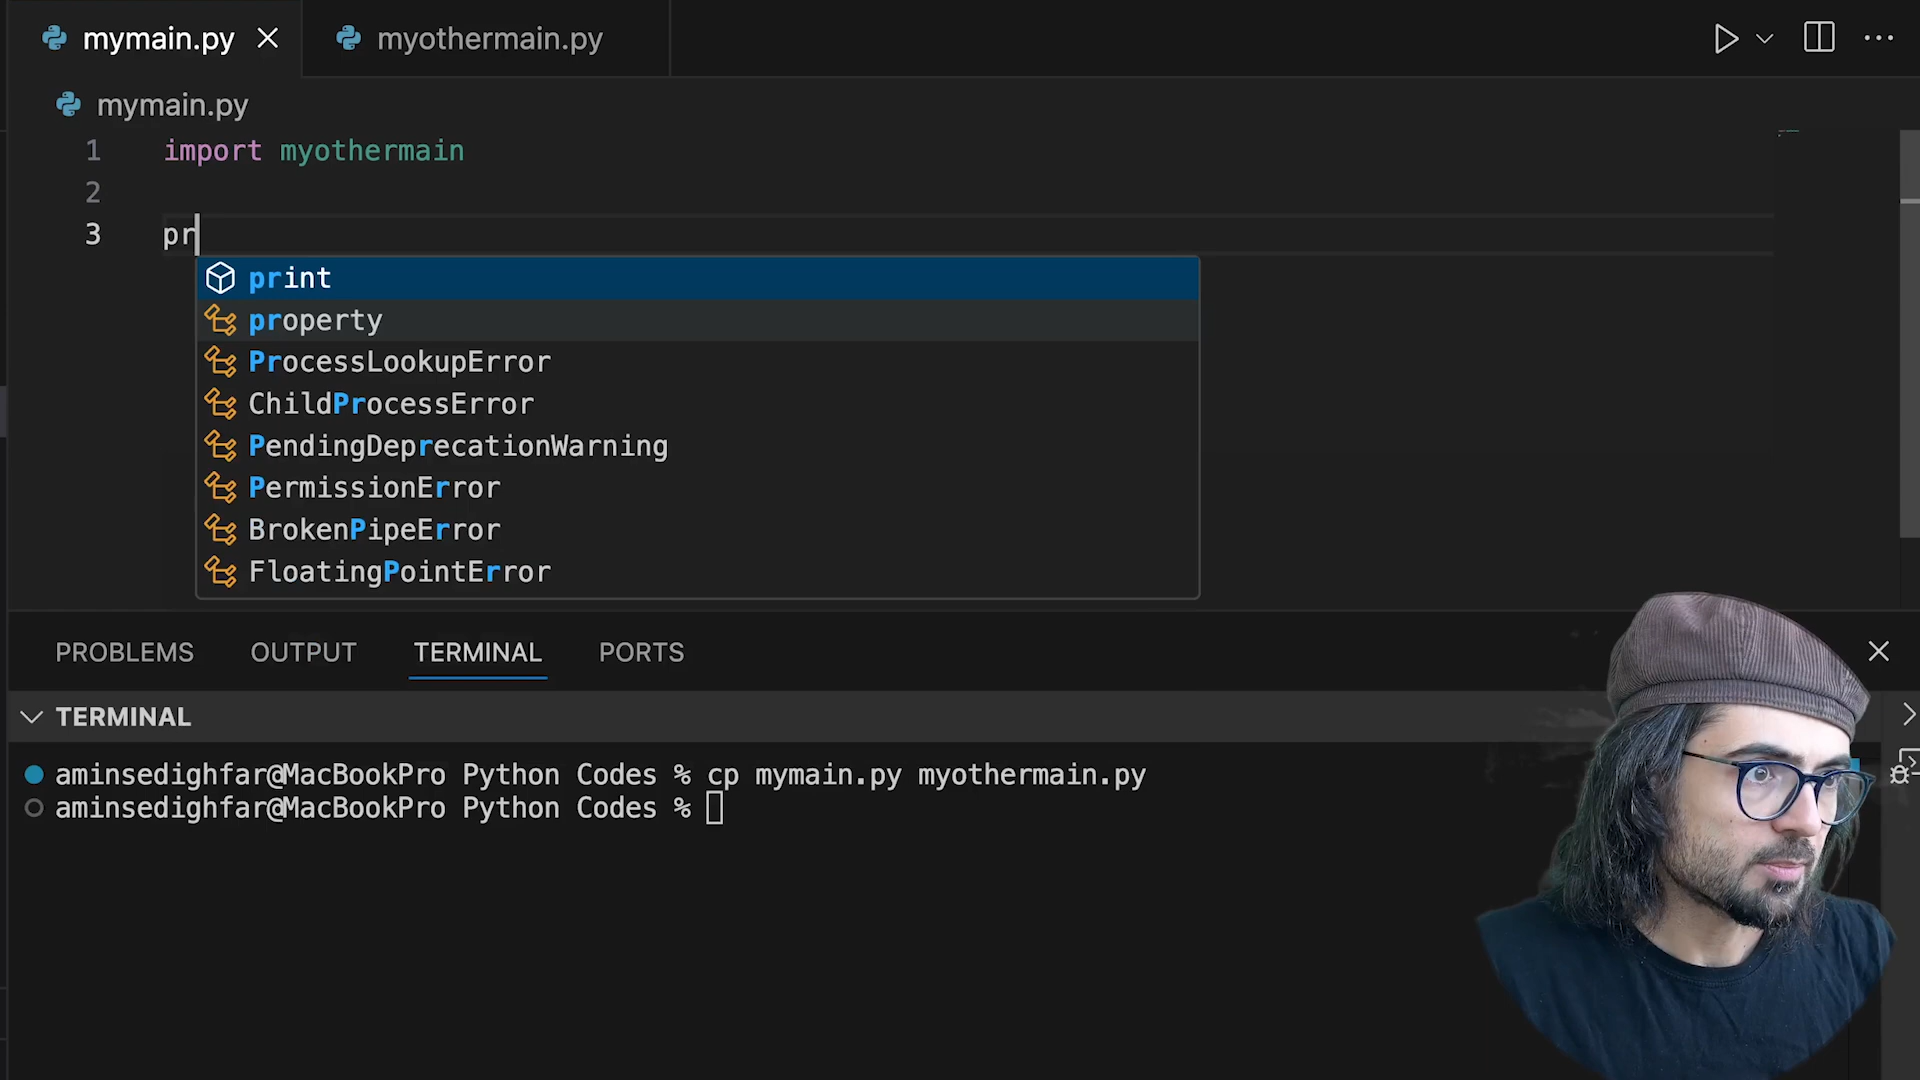 mymain.py
myothermain.py
mymain.py
1 import myothermain
2
3 pr
print
property
ProcessLookupError
ChildProcessError
PendingDeprecationWarning
PermissionError
BrokenPipeError
FloatingPointError
PROBLEMS OUTPUT TERMINAL PORTS
TERMINAL
aminsedighfar@MacBookPro Python Codes % cp mymain.py myothermain.py
aminsedighfar@MacBookPro Python Codes %